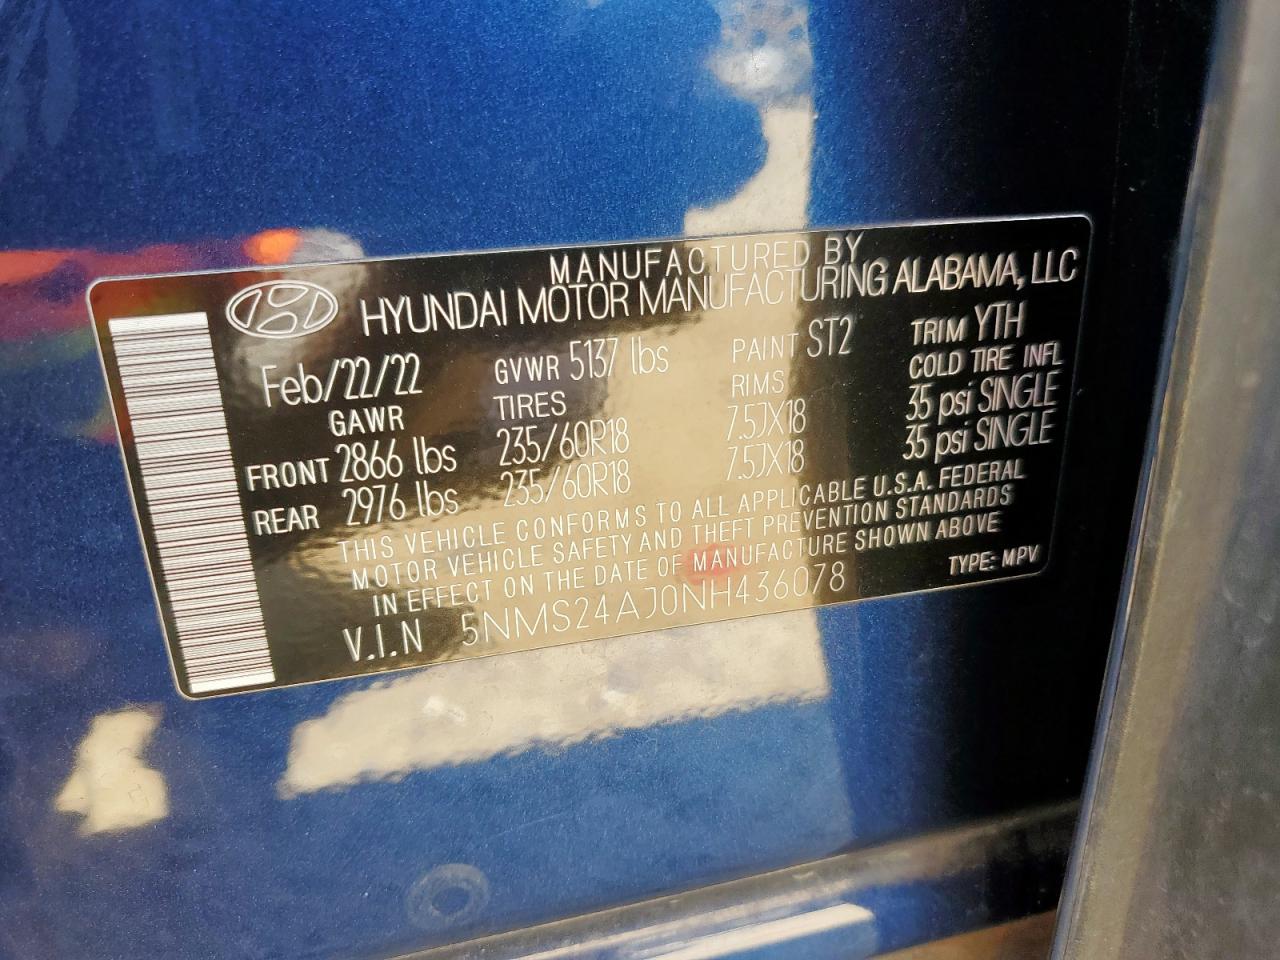 MANUFACTURED BY
HYUNDAI MOTOR MANUFACTURING ALABAMA, LLC
Feb/22/22 GVWR 5137 lbs PAINT ST2 TRIM YTH
GAWR TIRES RIMS COLD TIRE INFL
FRONT 2866 lbs 235/60R18 7.5JX18 35 psi SINGLE
REAR 2976 lbs 235/60R18 7.5JX18 35 psi SINGLE
THIS VEHICLE CONFORMS TO ALL APPLICABLE U.S.A. FEDERAL
MOTOR VEHICLE SAFETY AND THEFT PREVENTION STANDARDS
IN EFFECT ON THE DATE OF MANUFACTURE SHOWN ABOVE
V.I.N 5NMS24AJ0NH436078 TYPE: MPV